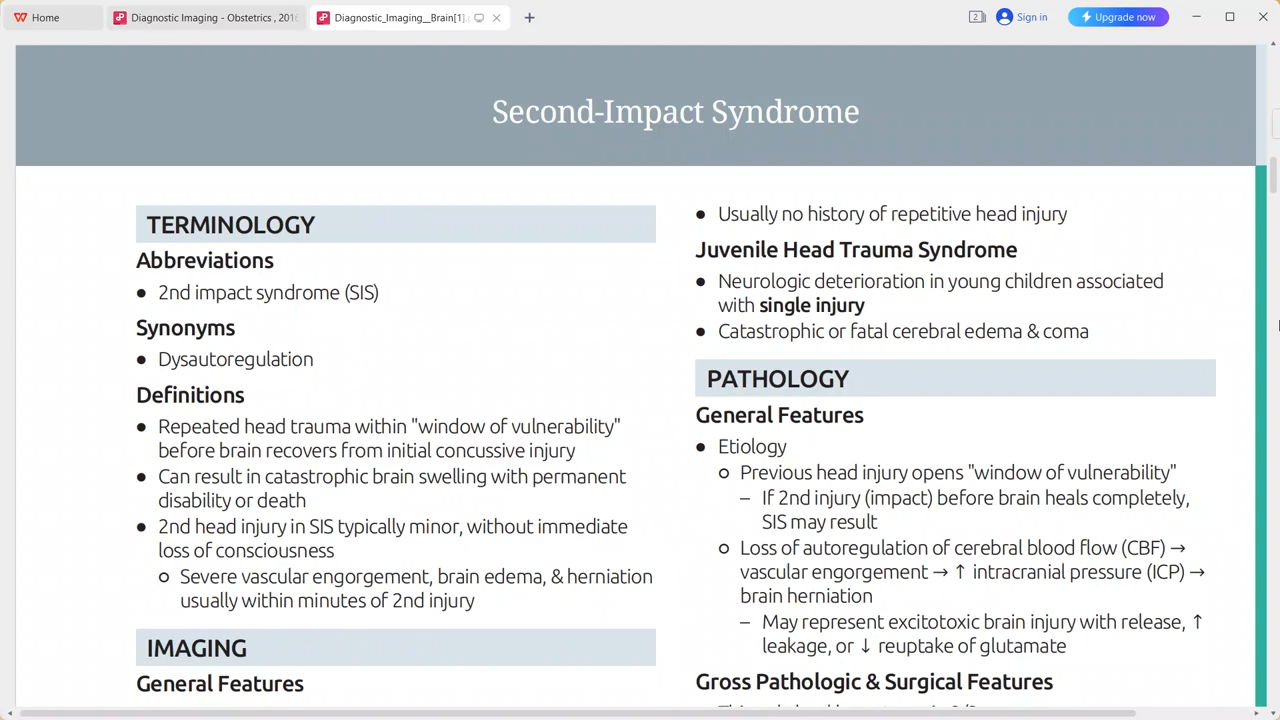 Home
Diagnostic Imaging - Obstetrics , 2016
Diagnostic_Imaging__Brain[1].
2
Sign in
Upgrade now
Second-Impact Syndrome
TERMINOLOGY
Abbreviations
● 2nd impact syndrome (SIS)
Synonyms
● Dysautoregulation
Definitions
● Repeated head trauma within "window of vulnerability"
before brain recovers from initial concussive injury
● Can result in catastrophic brain swelling with permanent
disability or death
● 2nd head injury in SIS typically minor, without immediate
loss of consciousness
○ Severe vascular engorgement, brain edema, & herniation
usually within minutes of 2nd injury
IMAGING
General Features
● Usually no history of repetitive head injury
Juvenile Head Trauma Syndrome
● Neurologic deterioration in young children associated
with single injury
● Catastrophic or fatal cerebral edema & coma
PATHOLOGY
General Features
● Etiology
○ Previous head injury opens "window of vulnerability"
– If 2nd injury (impact) before brain heals completely,
SIS may result
○ Loss of autoregulation of cerebral blood flow (CBF) →
vascular engorgement → ↑ intracranial pressure (ICP) →
brain herniation
– May represent excitotoxic brain injury with release, ↑
leakage, or ↓ reuptake of glutamate
Gross Pathologic & Surgical Features